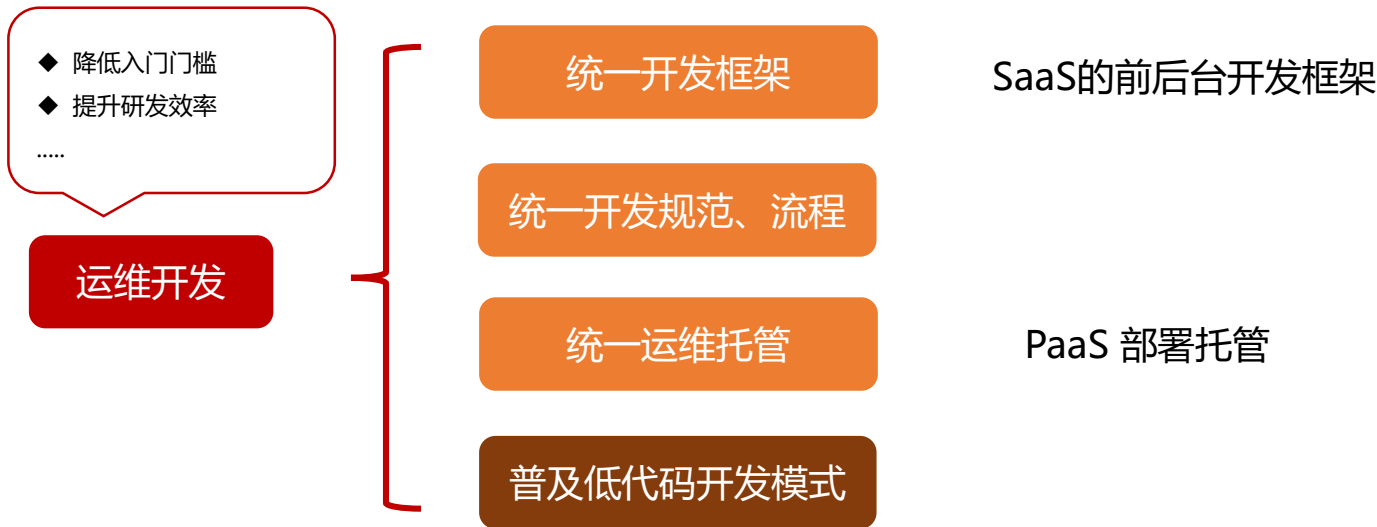 ◆ 降低入门门槛
◆ 提升研发效率
.....
运维开发
统一开发框架
SaaS的前后台开发框架
统一开发规范、流程
统一运维托管
PaaS 部署托管
普及低代码开发模式